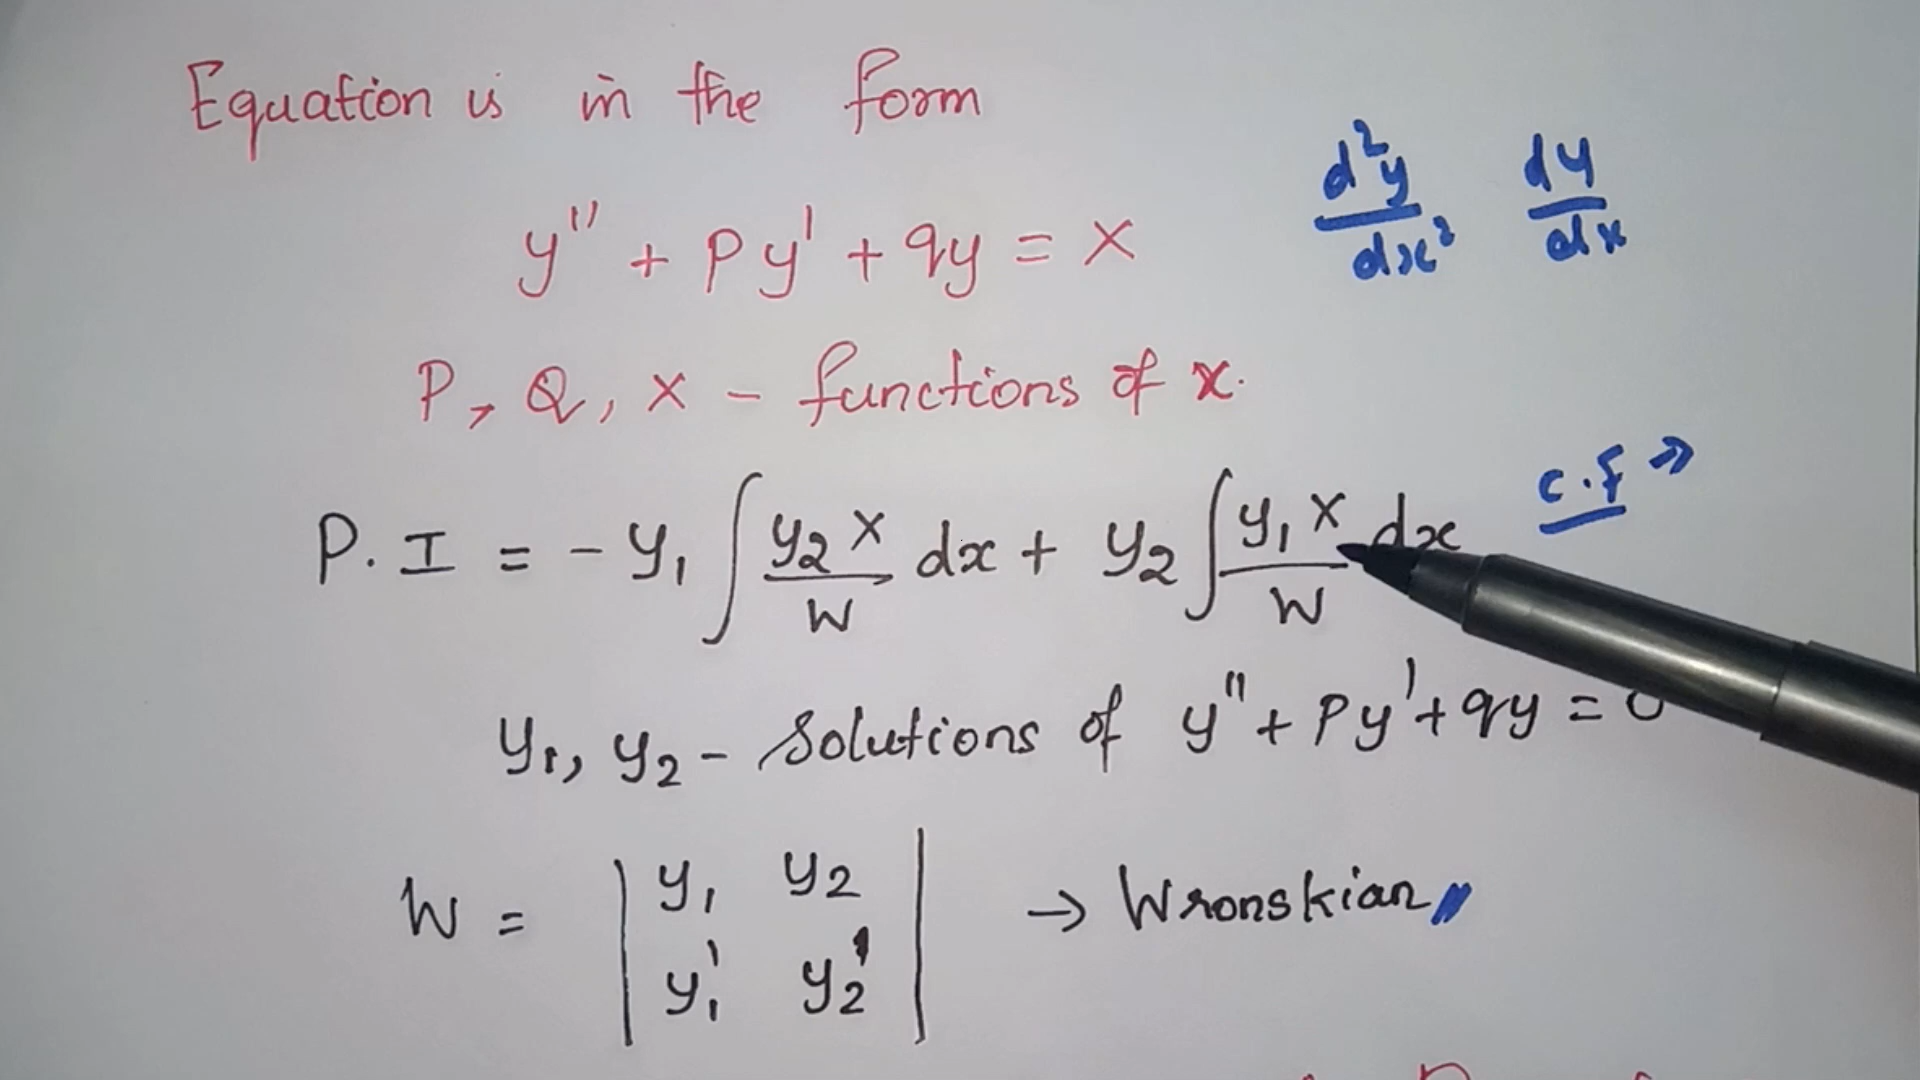 Equation is in the form
y'' + py' + qy = X
d²y/dx² dy/dx
P, Q, X - functions of x.
C.F »
P.I = - y₁ ∫ y₂X/W dx + y₂ ∫ y₁X/W dx
y₁, y₂ - Solutions of y'' + py' + qy = 0
W = | y₁ y₂ | → Wronskian
| y₁' y₂' |